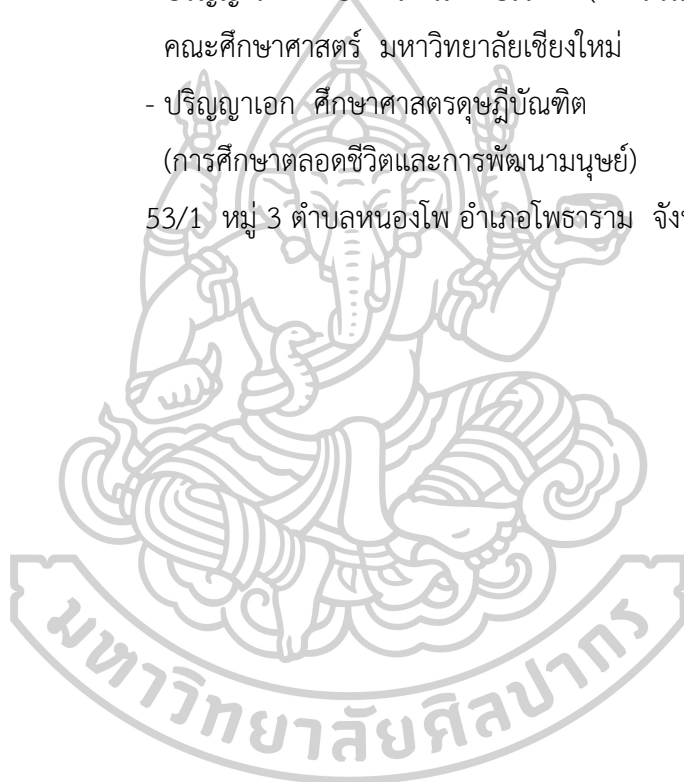 คณะศึกษาศาสตร์ มหาวิทยาลัยเชียงใหม่
- ปริญญาเอก ศึกษาศาสตรดุษฎีบัณฑิต
(การศึกษาตลอดชีวิตและการพัฒนามนุษย์)
53/1 หมู่ 3 ตำบลหนองโพ อำเภอโพธาราม
มหาวิทยาลัยศิลปากร